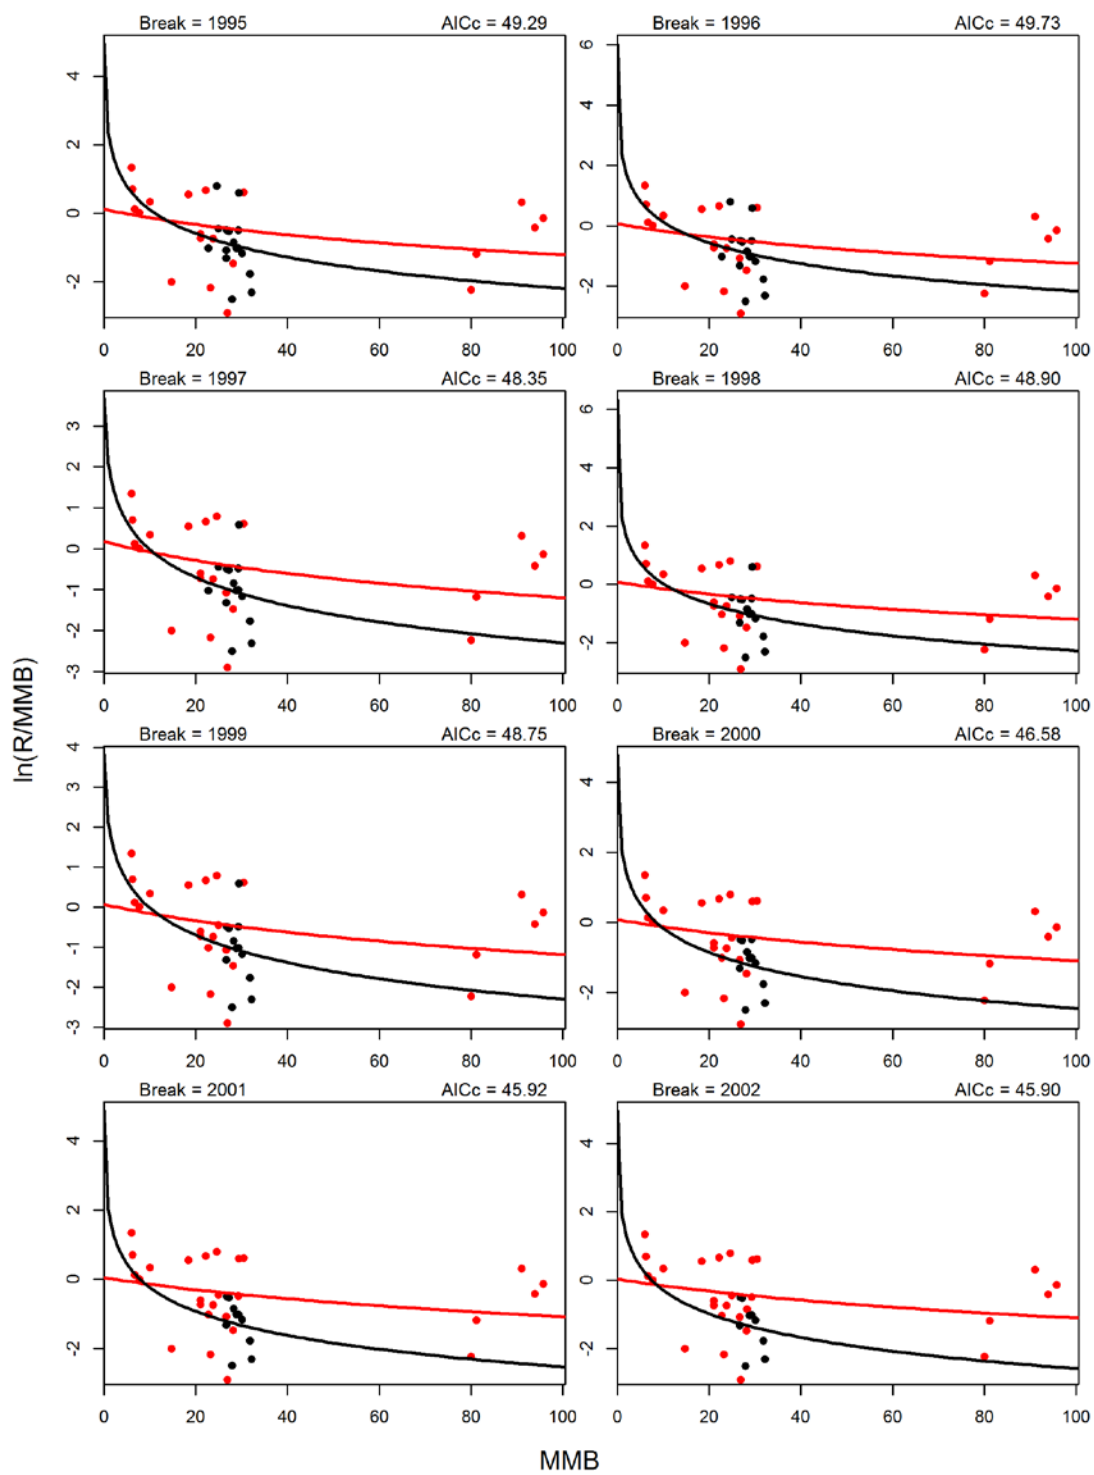 Break = 1995 AICc = 49.29
Break = 1996 AICc = 49.73
4
2
0
-2
6
4
2
0
-2
0 20 40 60 80 100
0 20 40 60 80 100
Break = 1997 AICc = 48.35
Break = 1998 AICc = 48.90
3
2
1
0
-1
-2
-3
6
4
2
0
-2
0 20 40 60 80 100
0 20 40 60 80 100
ln(R/MMB)
Break = 1999 AICc = 48.75
Break = 2000 AICc = 46.58
4
3
2
1
0
-1
-2
-3
4
2
0
-2
0 20 40 60 80 100
0 20 40 60 80 100
Break = 2001 AICc = 45.92
Break = 2002 AICc = 45.90
4
2
0
-2
4
2
0
-2
0 20 40 60 80 100
0 20 40 60 80 100
MMB